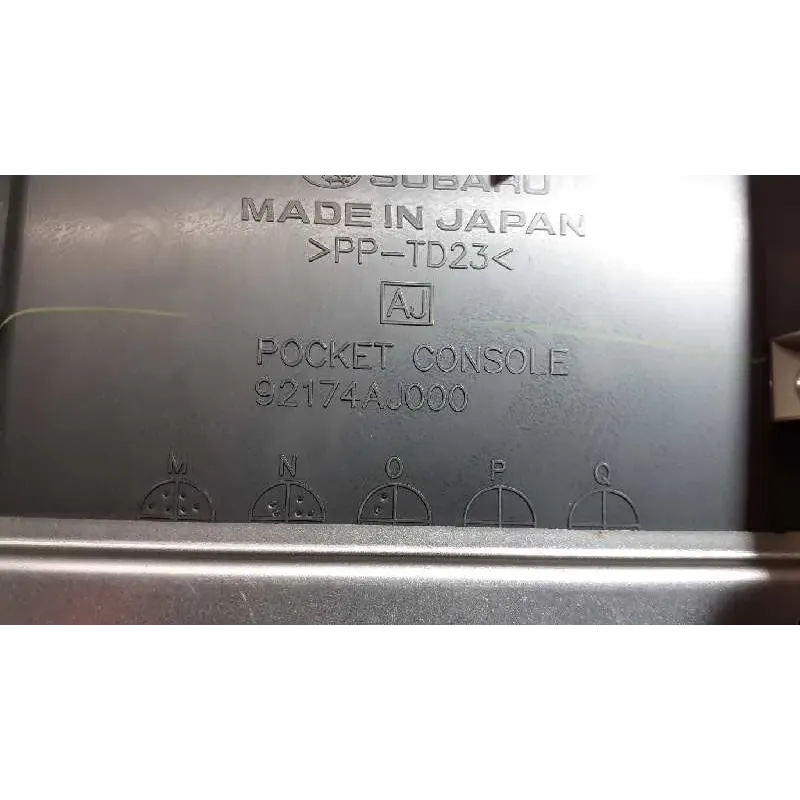 SUBARU
MADE IN JAPAN
>PP-TD23<
AJ
POCKET CONSOLE
92174AJ000
M N O P Q